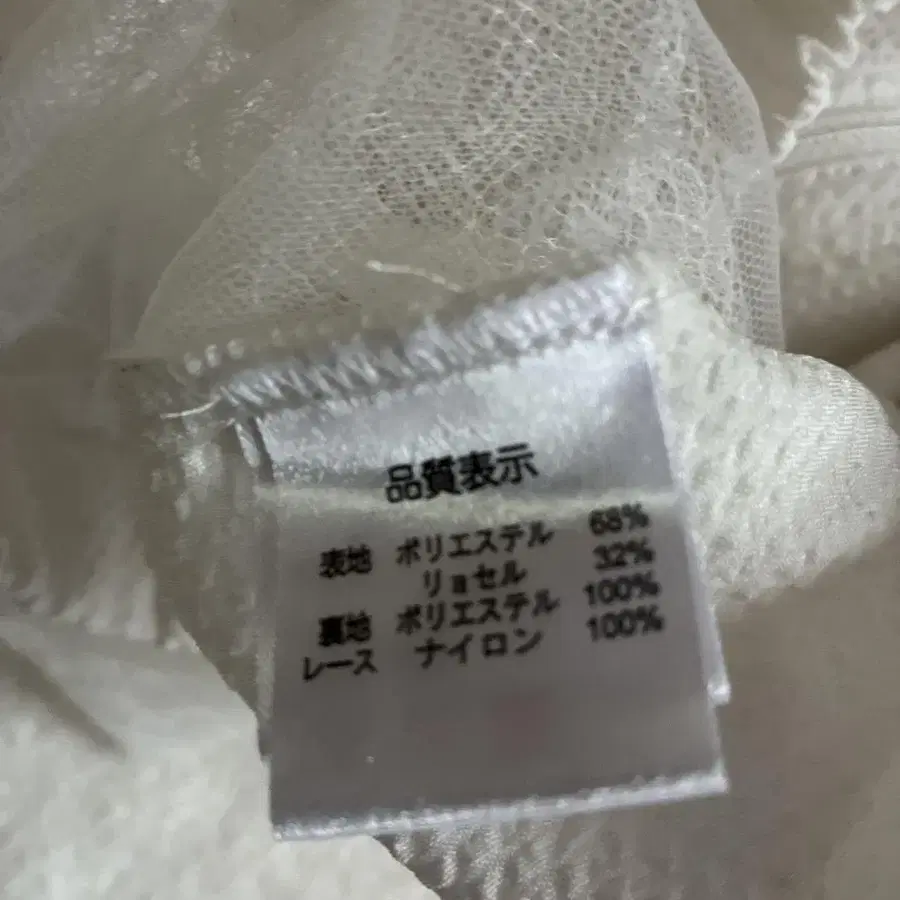 品質表示
表地 ポリエステル 68%
リョセル 32%
裏地 ポリエステル 100%
レース ナイロン 100%